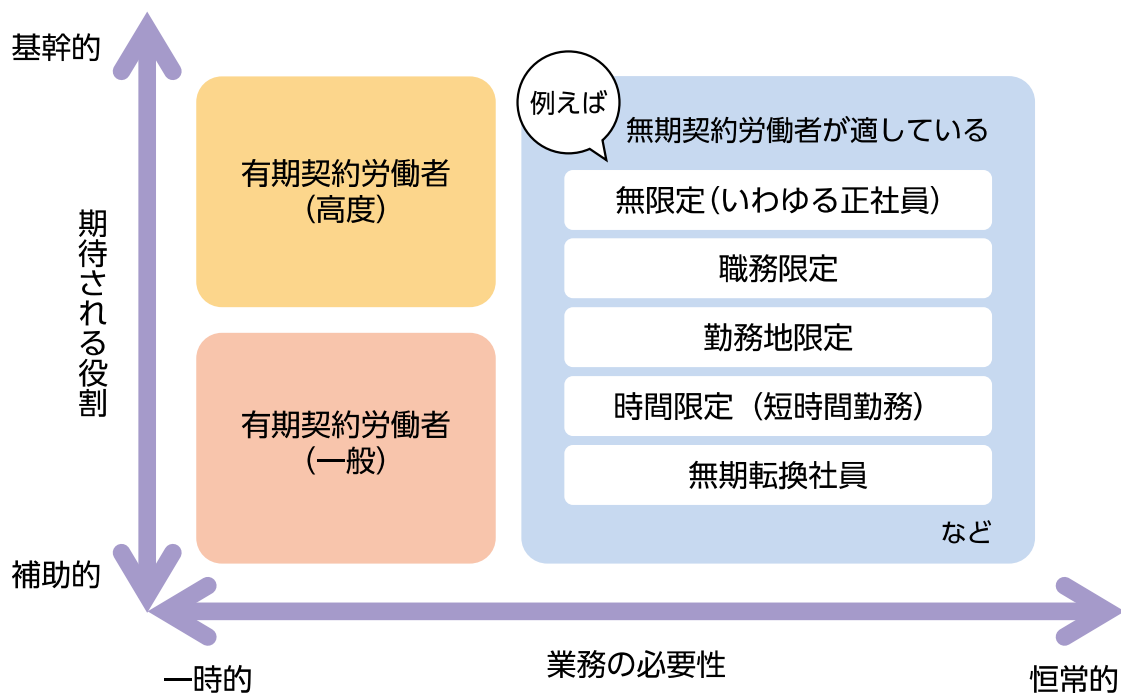 基幹的
期待される役割
補助的
有期契約労働者
（高度）
有期契約労働者
（一般）
例えば
無期契約労働者が適している
無限定（いわゆる正社員）
職務限定
勤務地限定
時間限定（短時間勤務）
無期転換社員
など
一時的
業務の必要性
恒常的